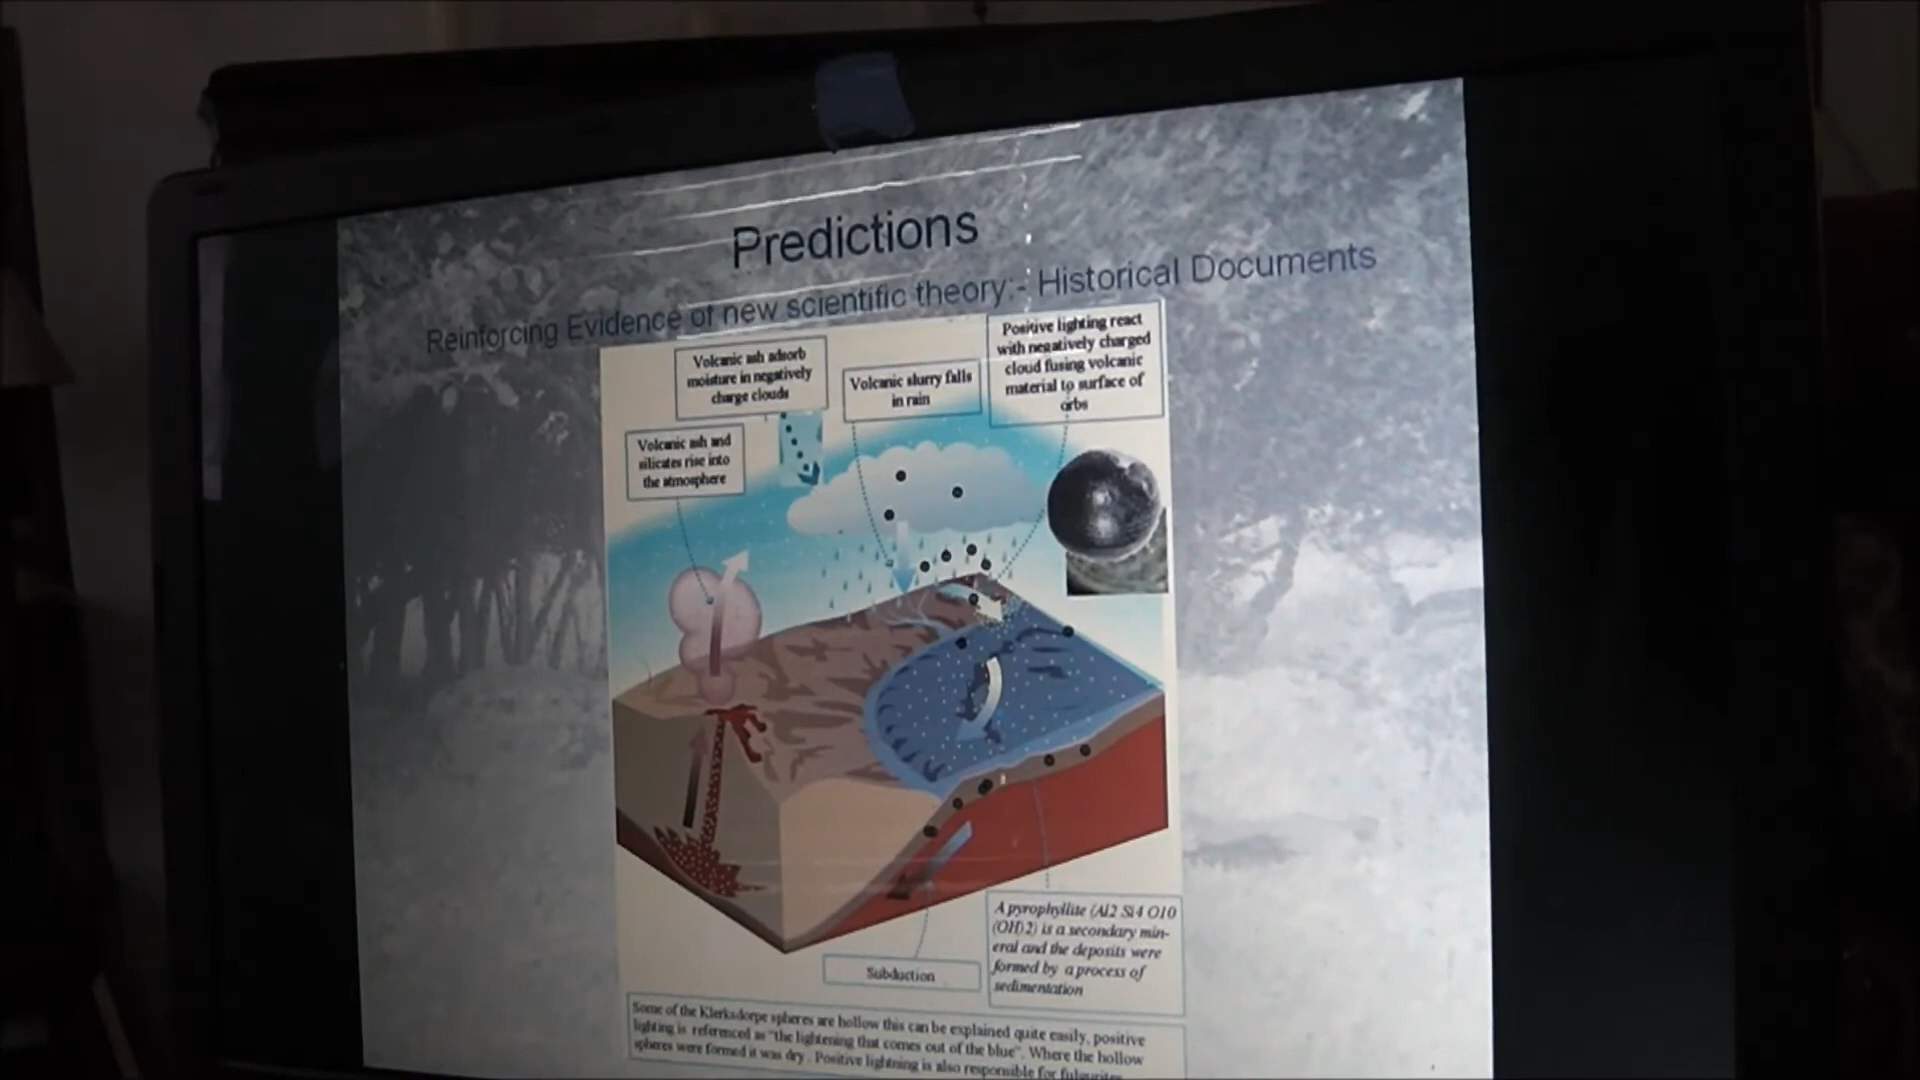 Predictions
Reinforcing Evidence of new scientific theory:- Historical Documents
Volcanic ash adsorb
moisture in negatively
charge clouds
Volcanic slurry falls
in rain
Positive lighting react
with negatively charged
cloud fusing volcanic
material to surface of
orbs
Volcanic ash and
silicates rise into
the atmosphere
A pyrophyllite (Al2 Si4 O10
(OH)2) is a secondary min-
eral and the deposits were
formed by a process of
sedimentation
Subduction
Some of the Klerksdorpe spheres are hollow this can be explained quite easily, positive
lighting is referenced as "the lightening that comes out of the blue". Where the hollow
spheres were formed it was dry. Positive lightning is also responsible for fulgurites